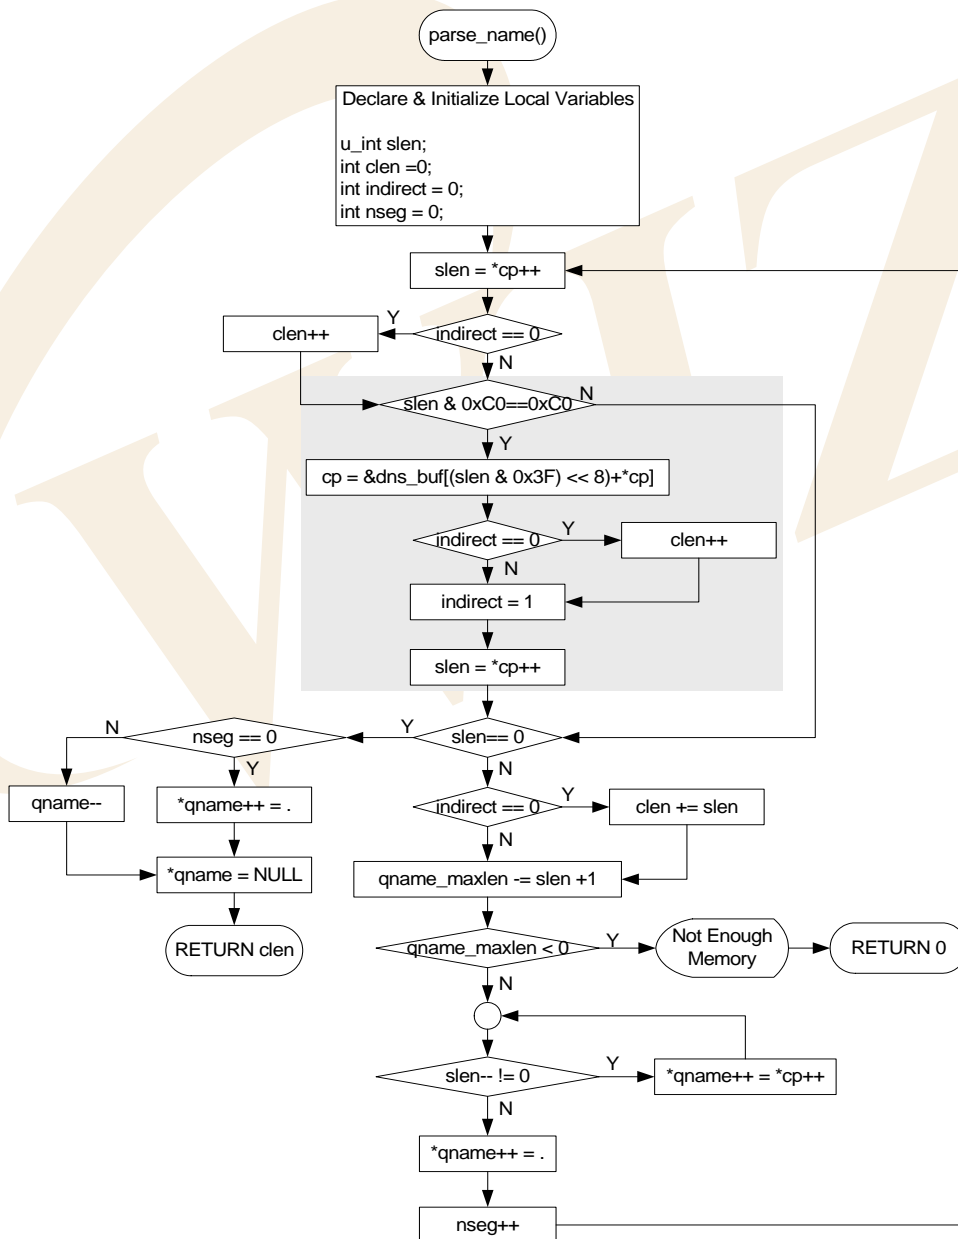 parse_name()
Declare & Initialize Local Variables
u_int slen;
int clen =0;
int indirect = 0;
int nseg = 0;
slen = *cp++
indirect == 0
Y
clen++
N
slen & 0xC0==0xC0
N
Y
cp = &dns_buf[(slen & 0x3F) << 8)+*cp]
indirect == 0
Y
clen++
N
indirect = 1
slen = *cp++
slen== 0
Y
nseg == 0
N
Y
N
qname--
*qname++ = .
*qname = NULL
RETURN clen
indirect == 0
Y
clen += slen
N
qname_maxlen -= slen +1
qname_maxlen < 0
Y
Not Enough
Memory
RETURN 0
N
slen-- != 0
Y
*qname++ = *cp++
N
*qname++ = .
nseg++